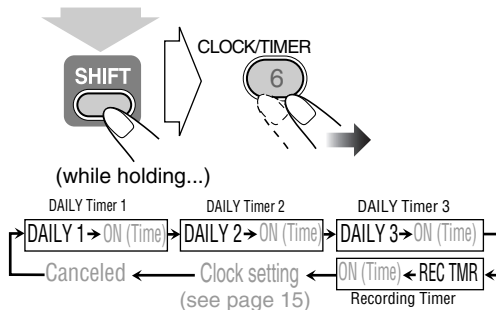 CLOCK/TIMER
SHIFT
6
(while holding...)
DAILY Timer 1 DAILY Timer 2 DAILY Timer 3
DAILY 1 → ON (Time) → DAILY 2 → ON (Time) → DAILY 3 → ON (Time)
Canceled ← Clock setting ← ON (Time) ← REC TMR
(see page 15) Recording Timer